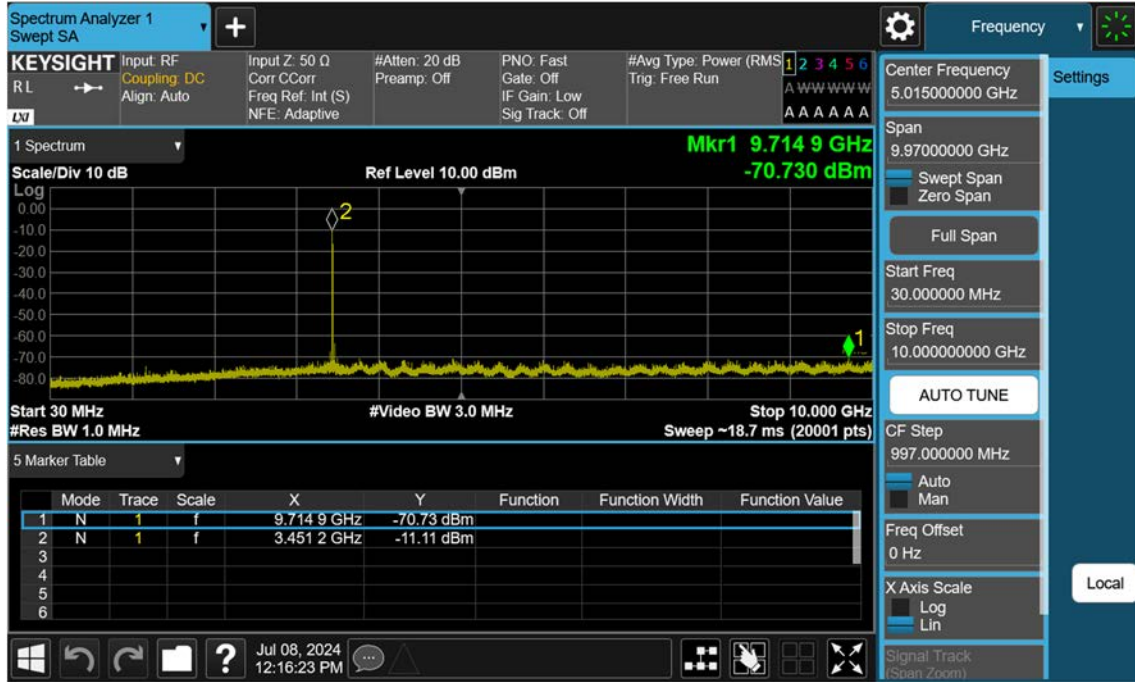 Spectrum Analyzer 1
Swept SA
Frequency
KEYSIGHT
R L
LXI
Input: RF
Coupling: DC
Align: Auto
Input Z: 50 Ω
Corr CCorr
Freq Ref: Int (S)
NFE: Adaptive
#Atten: 20 dB
Preamp: Off
PNO: Fast
Gate: Off
IF Gain: Low
Sig Track: Off
#Avg Type: Power (RMS
Trig: Free Run
1 2 3 4 5 6
A W W W W W
A A A A A A
1 Spectrum
Mkr1 9.714 9 GHz
Scale/Div 10 dB
Ref Level 10.00 dBm
-70.730 dBm
Log
0.00
-10.0
-20.0
-30.0
-40.0
-50.0
-60.0
-70.0
-80.0
2
1
Start 30 MHz
#Video BW 3.0 MHz
Stop 10.000 GHz
#Res BW 1.0 MHz
Sweep ~18.7 ms (20001 pts)
5 Marker Table
Mode Trace Scale X Y Function Function Width Function Value
1 N 1 f 9.714 9 GHz -70.73 dBm
2 N 1 f 3.451 2 GHz -11.11 dBm
3
4
5
6
Jul 08, 2024
12:16:23 PM
Center Frequency
5.015000000 GHz
Span
9.97000000 GHz
Swept Span
Zero Span
Full Span
Start Freq
30.000000 MHz
Stop Freq
10.000000000 GHz
AUTO TUNE
CF Step
997.000000 MHz
Auto
Man
Freq Offset
0 Hz
X Axis Scale
Log
Lin
Signal Track
(Span Zoom)
Settings
Local